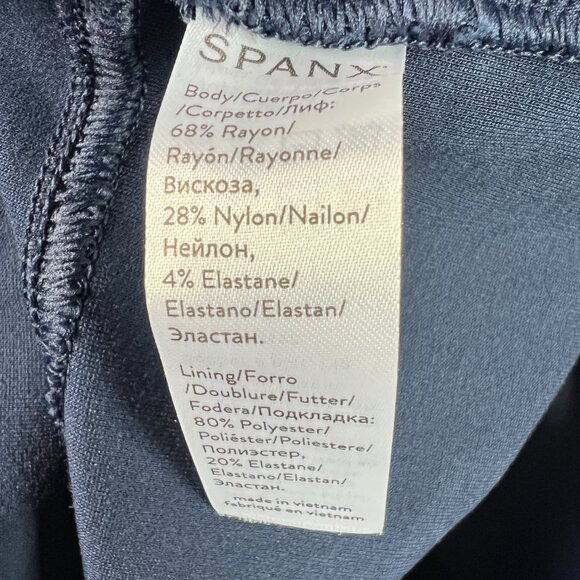 SPANX
Body/Cuerpo/Corps
/Corpetto/Лиф:
68% Rayon/
Rayón/Rayonne/
Вискоза,
28% Nylon/Nailon/
Нейлон,
4% Elastane/
Elastano/Elastan/
Эластан.
Lining/Forro
/Doublure/Futter/
Fodera/Подкладка:
80% Polyester/
Poliéster/Poliestere/
Полиэстер,
20% Elastane/
Elastano/Elastan/
Эластан.
made in vietnam
fabriqué en vietnam